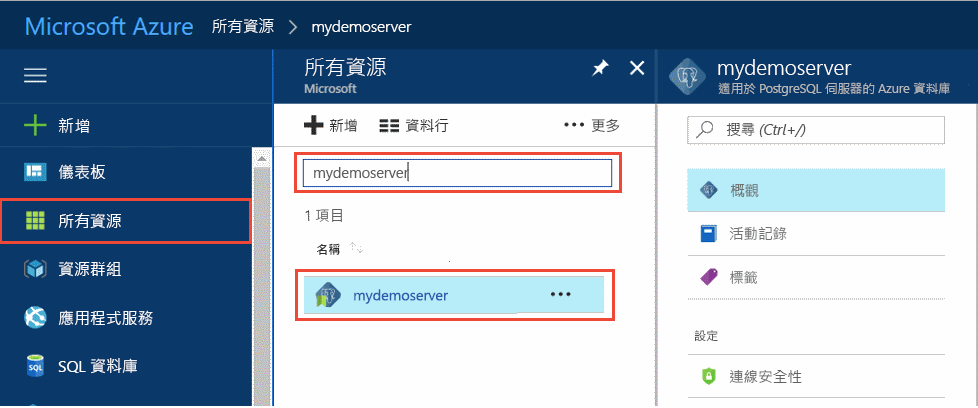 Microsoft Azure 所有資源 > mydemoserver
新增
儀表板
所有資源
資源群組
應用程式服務
SQL 資料庫
所有資源
Microsoft
新增 資料行 ••• 更多
mydemoserver
1 項目
名稱
mydemoserver •••
mydemoserver
適用於 PostgreSQL 伺服器的 Azure 資料庫
搜尋 (Ctrl+/)
概觀
活動記錄
標籤
設定
連線安全性